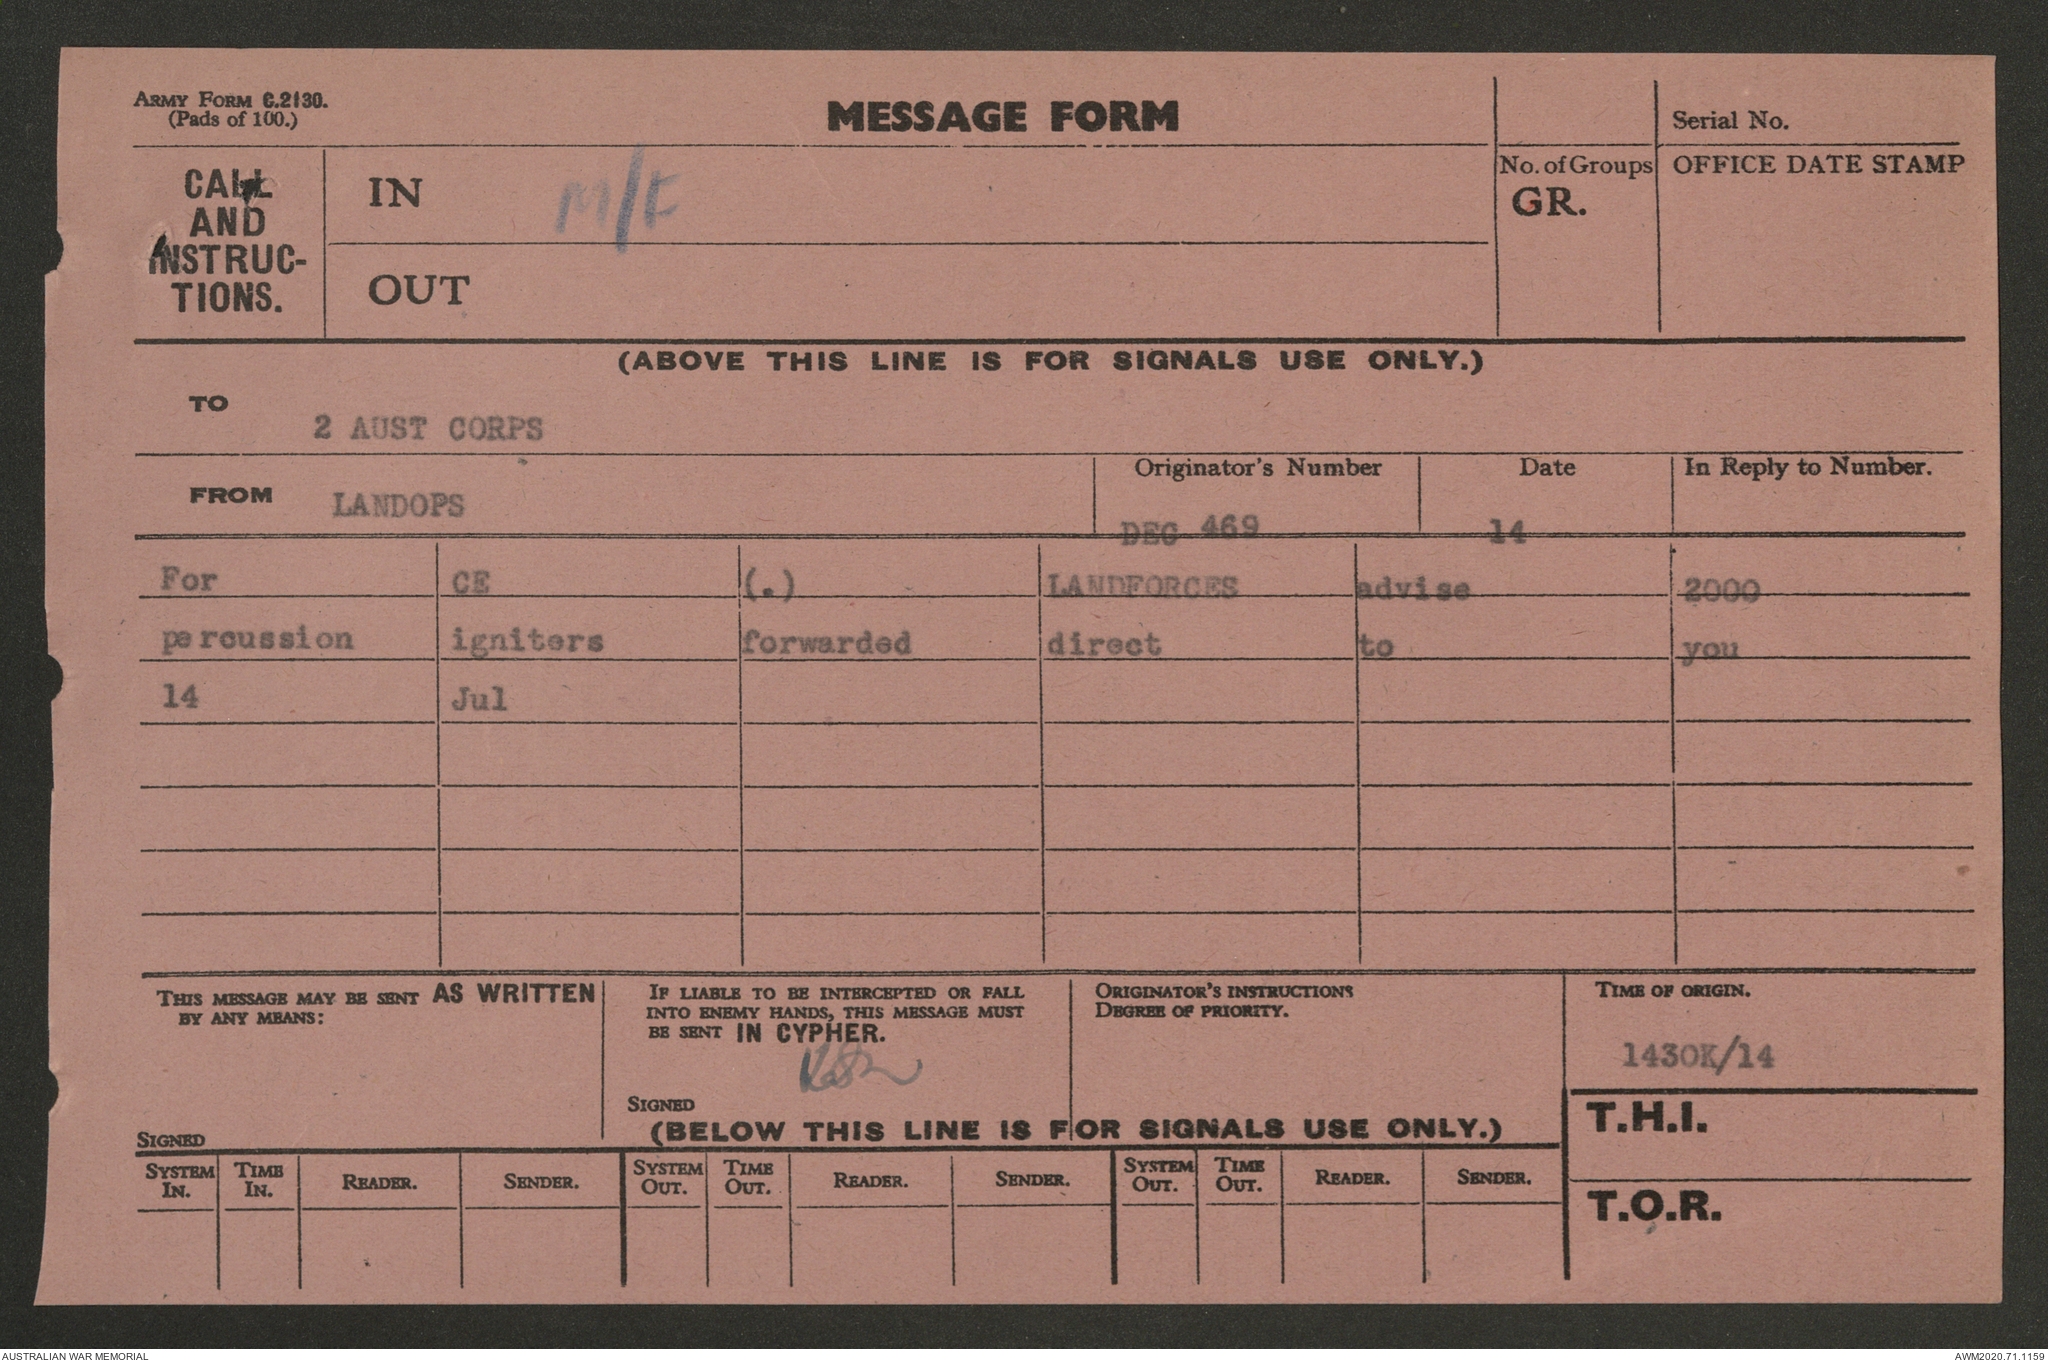 ARMY FORM C.2130.
(Pads of 100.)
MESSAGE FORM
Serial No.
CALL
AND
INSTRUC-
TIONS.
IN
M/E
No. of Groups
GR.
OFFICE DATE STAMP
OUT
(ABOVE THIS LINE IS FOR SIGNALS USE ONLY.)
TO
2 AUST CORPS
FROM
LANDOPS
Originator's Number
DEG 469
Date
14
In Reply to Number.
For CE (.) LANDFORCES advise 2000
percussion igniters forwarded direct to you
14 Jul
THIS MESSAGE MAY BE SENT AS WRITTEN
BY ANY MEANS:
SIGNED
IF LIABLE TO BE INTERCEPTED OR FALL
INTO ENEMY HANDS, THIS MESSAGE MUST
BE SENT IN CYPHER.
SIGNED
ORIGINATOR'S INSTRUCTIONS
DEGREE OF PRIORITY.
TIME OF ORIGIN.
1430K/14
(BELOW THIS LINE IS FOR SIGNALS USE ONLY.)
T.H.I.
T.O.R.
SYSTEM IN. TIME IN. READER. SENDER. SYSTEM OUT. TIME OUT. READER. SENDER. SYSTEM OUT. TIME OUT. READER. SENDER.
AUSTRALIAN WAR MEMORIAL
AWM2020.71.1159